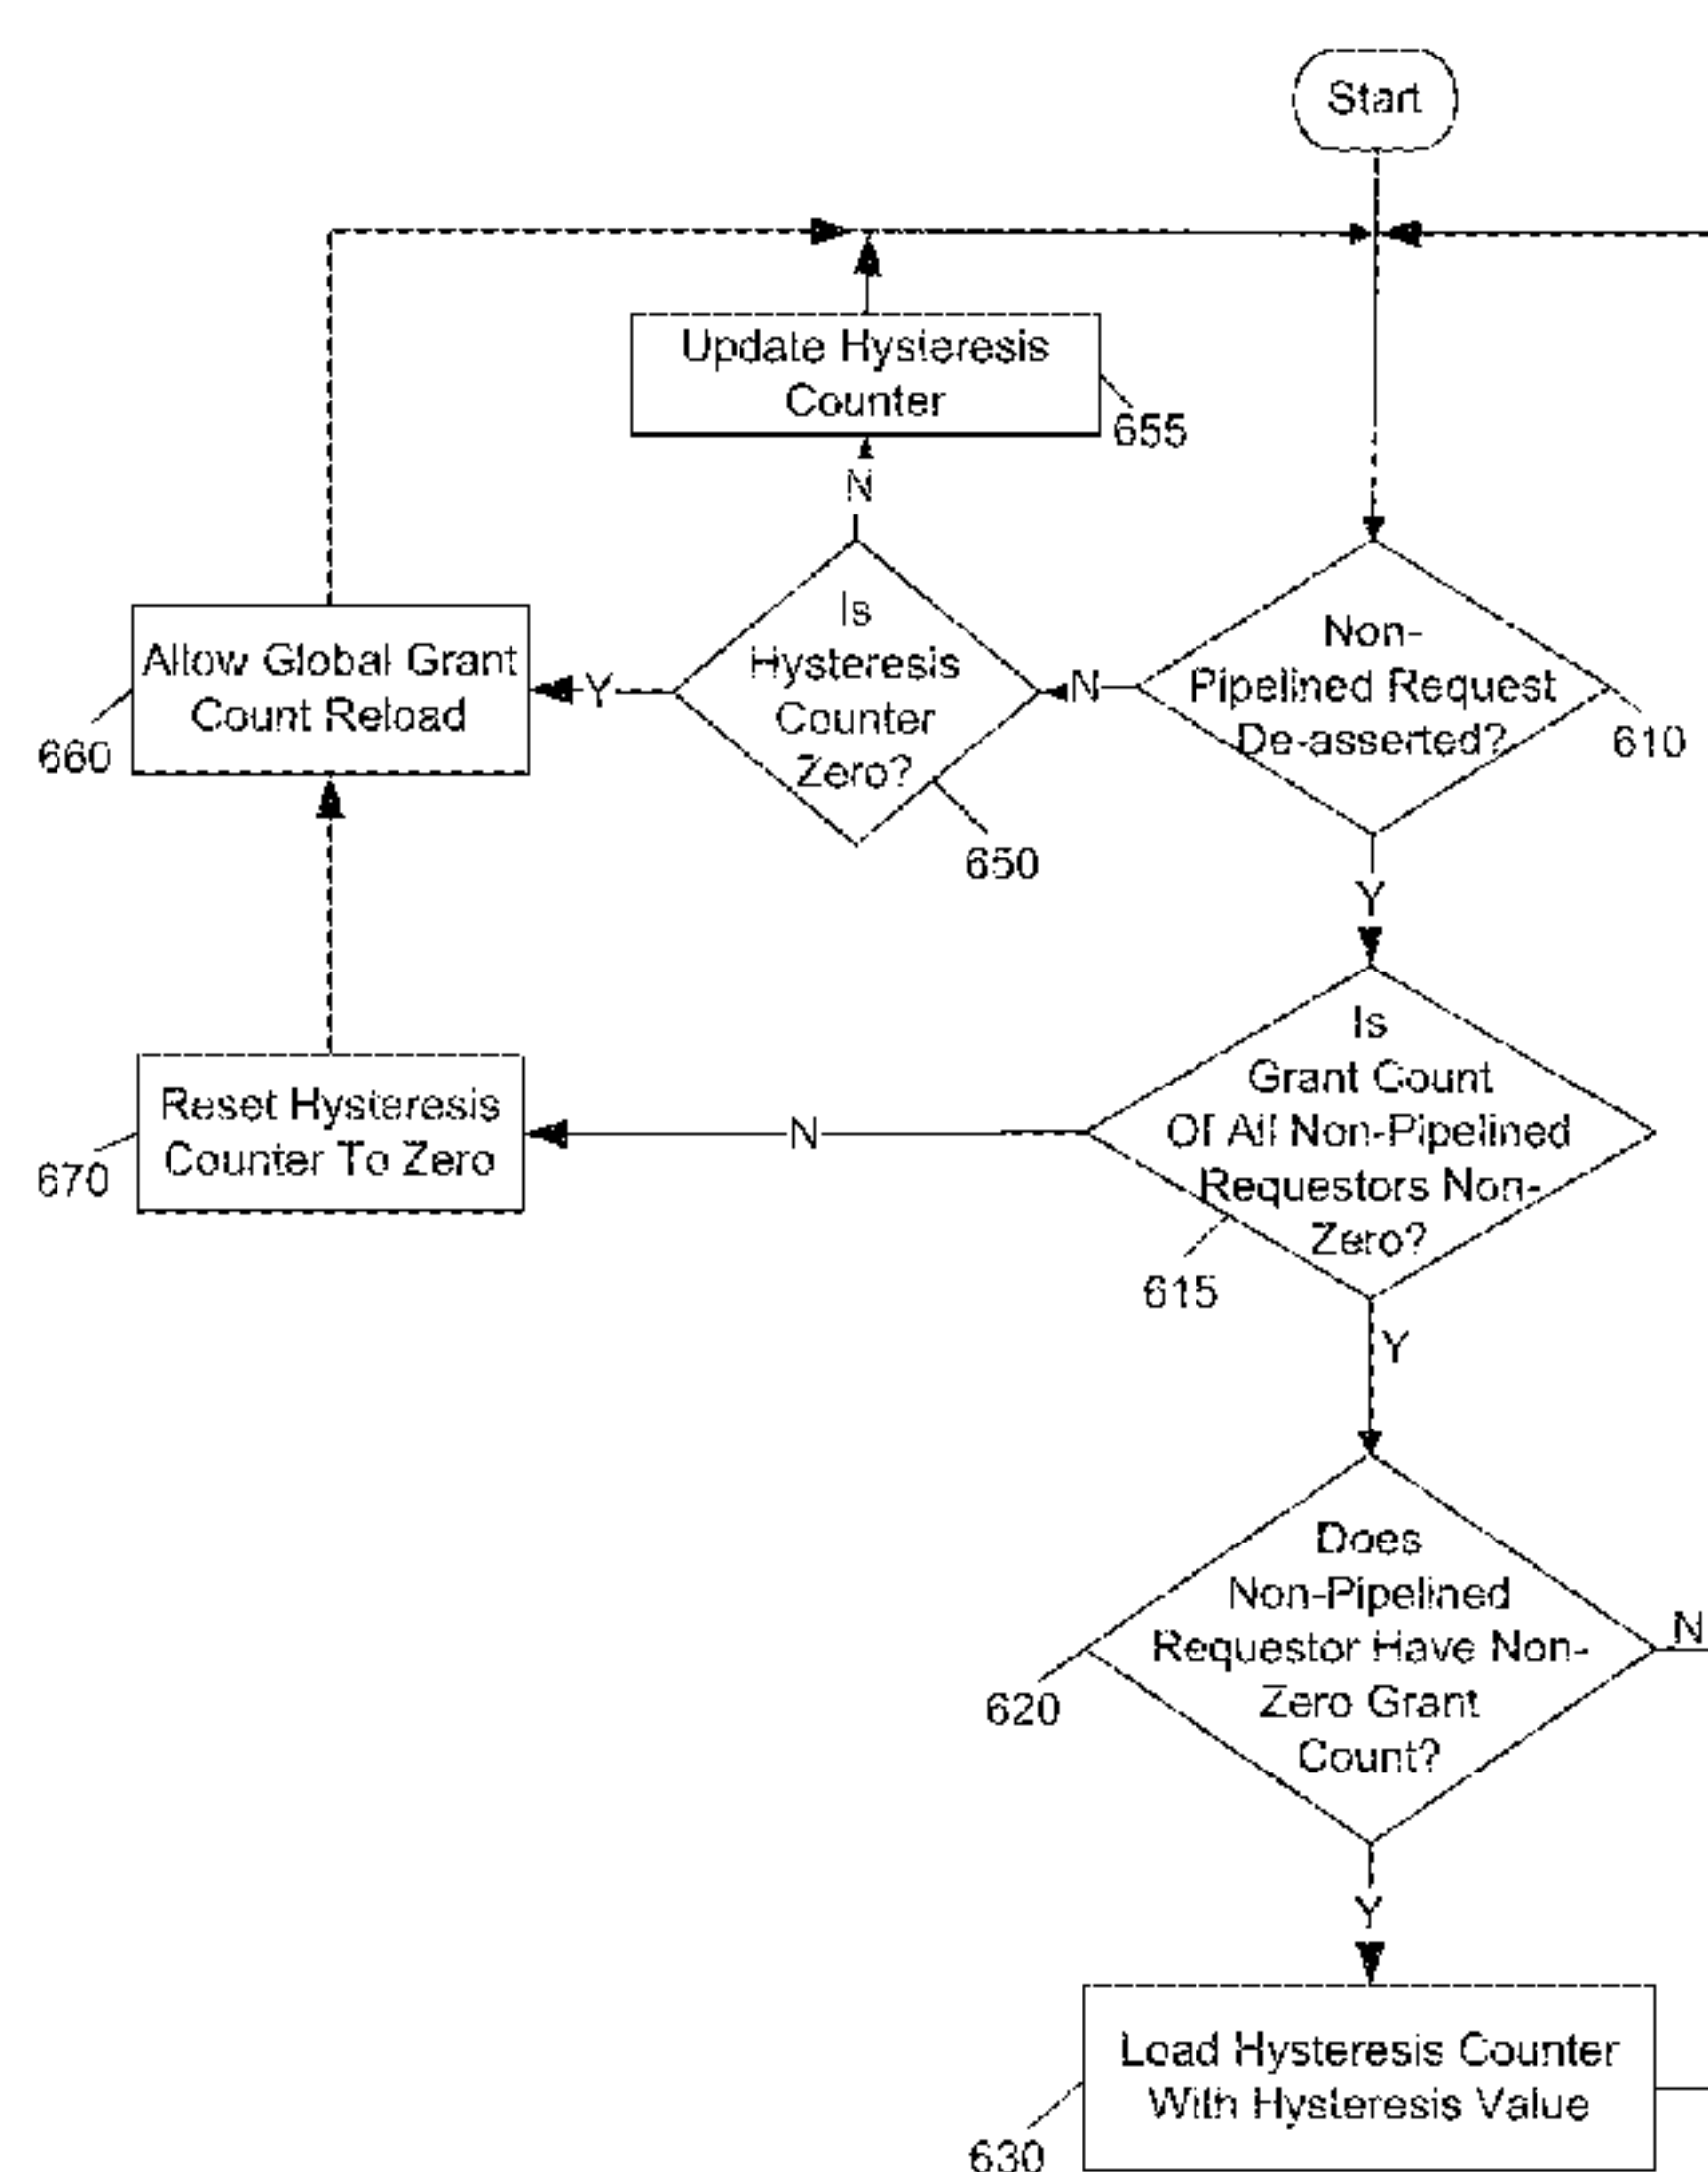 Start
Update Hysteresis
Counter
655
N
Is
Hysteresis
Counter
Zero?
650
Y
Allow Global Grant
Count Reload
660
N
Non-
Pipelined Request
De-asserted?
610
Y
Is
Grant Count
Of All Non-Pipelined
Requestors Non-
Zero?
615
N
Reset Hysteresis
Counter To Zero
670
Y
Does
Non-Pipelined
Requestor Have Non-
Zero Grant
Count?
620
N
Y
Load Hysteresis Counter
With Hysteresis Value
630